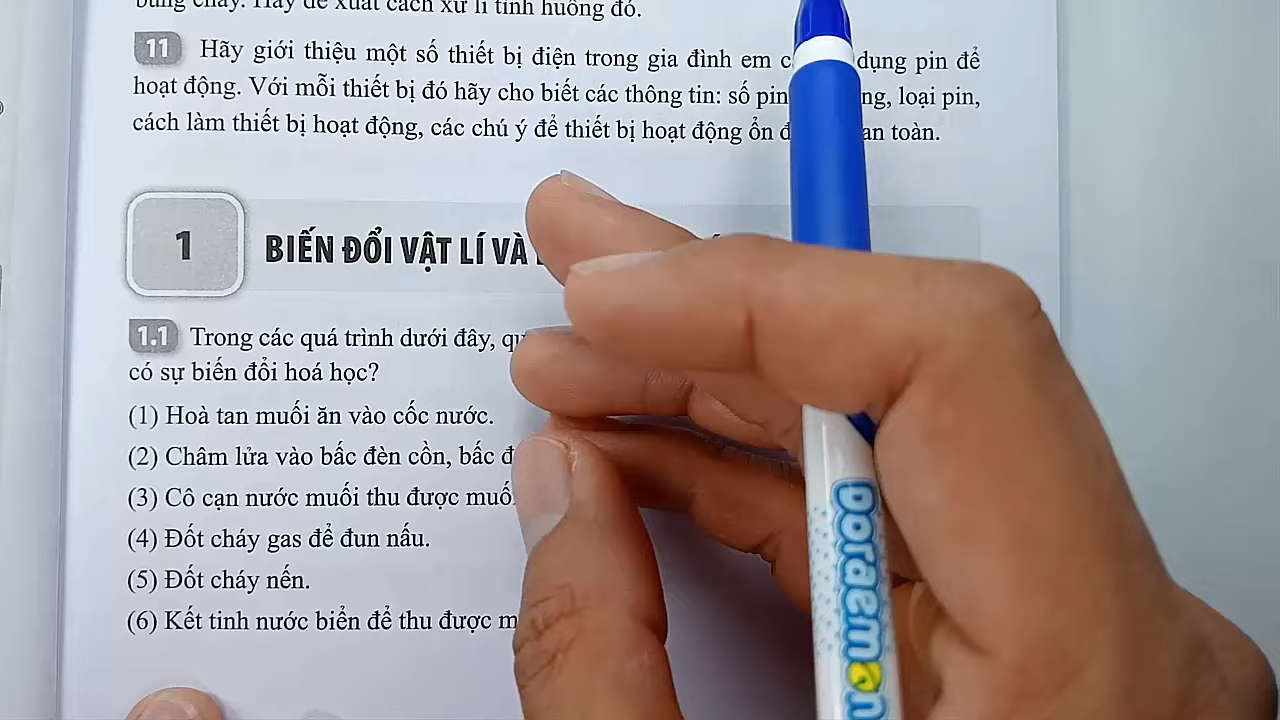 bùng cháy. Hãy đề xuất cách xử lí tình huống đó.
11 Hãy giới thiệu một số thiết bị điện trong gia đình em dụng pin để
hoạt động. Với mỗi thiết bị đó hãy cho biết các thông tin: số pin loại pin,
cách làm thiết bị hoạt động, các chú ý để thiết bị hoạt động ổn an toàn.
1 BIẾN ĐỔI VẬT LÍ VÀ
1.1 Trong các quá trình dưới đây,
có sự biến đổi hoá học?
(1) Hoà tan muối ăn vào cốc nước.
(2) Châm lửa vào bấc đèn cồn, bấc
(3) Cô cạn nước muối thu được
(4) Đốt cháy gas để đun nấu.
(5) Đốt cháy nến.
(6) Kết tinh nước biển để thu được
Doraemon